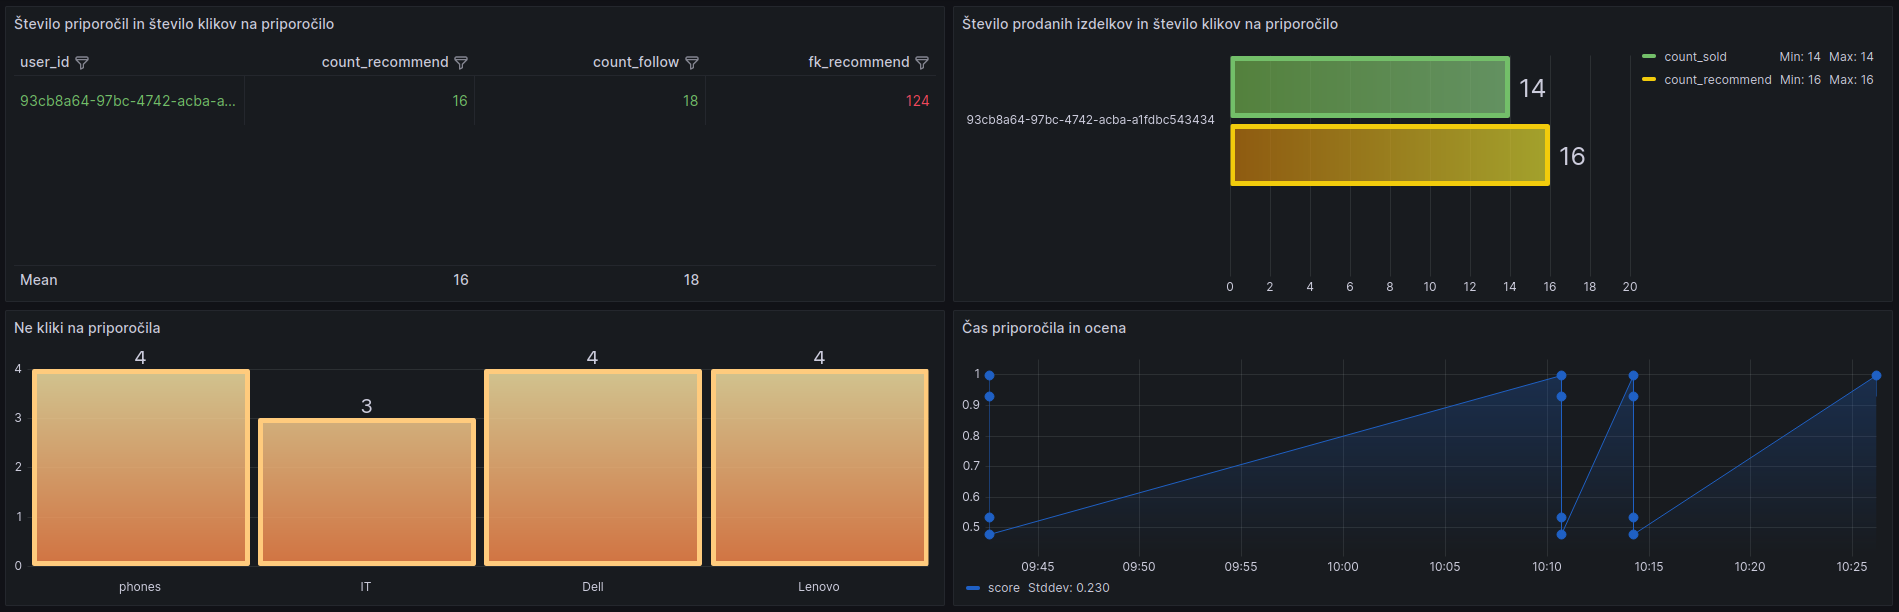 Število priporočil in število klikov na priporočilo
user_id count_recommend count_follow fk_recommend
93cb8a64-97bc-4742-acba-a... 16 18 124
Mean 16 18
Število prodanih izdelkov in število klikov na priporočilo
93cb8a64-97bc-4742-acba-a1fdbc543434
14
16
0 2 4 6 8 10 12 14 16 18 20
count_sold Min: 14 Max: 14
count_recommend Min: 16 Max: 16
Ne kliki na priporočila
4 3 4 4
4
3
2
1
0
phones IT Dell Lenovo
Čas priporočila in ocena
1
0.9
0.8
0.7
0.6
0.5
09:45 09:50 09:55 10:00 10:05 10:10 10:15 10:20 10:25
score Stddev: 0.230